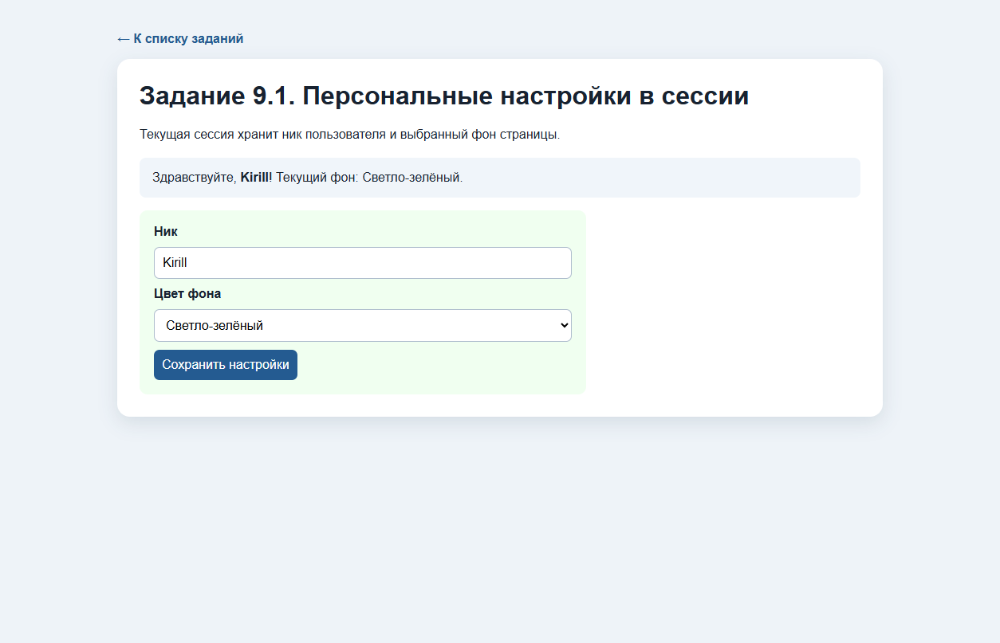 ← К списку заданий
Задание 9.1. Персональные настройки в сессии
Текущая сессия хранит ник пользователя и выбранный фон страницы.
Здравствуйте, Kirill! Текущий фон: Светло-зелёный.
Ник
Kirill
Цвет фона
Светло-зелёный
Сохранить настройки